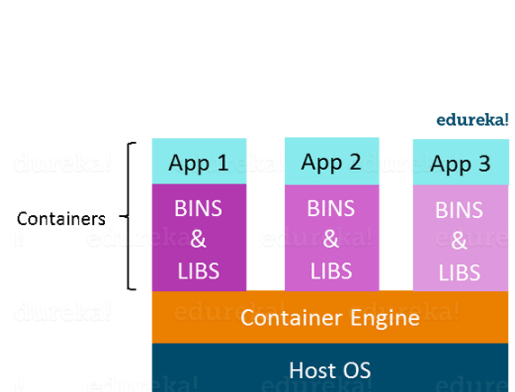 edureka!
App 1
App 2
App 3
Containers
BINS
&
LIBS
BINS
&
LIBS
BINS
&
LIBS
Container Engine
Host OS